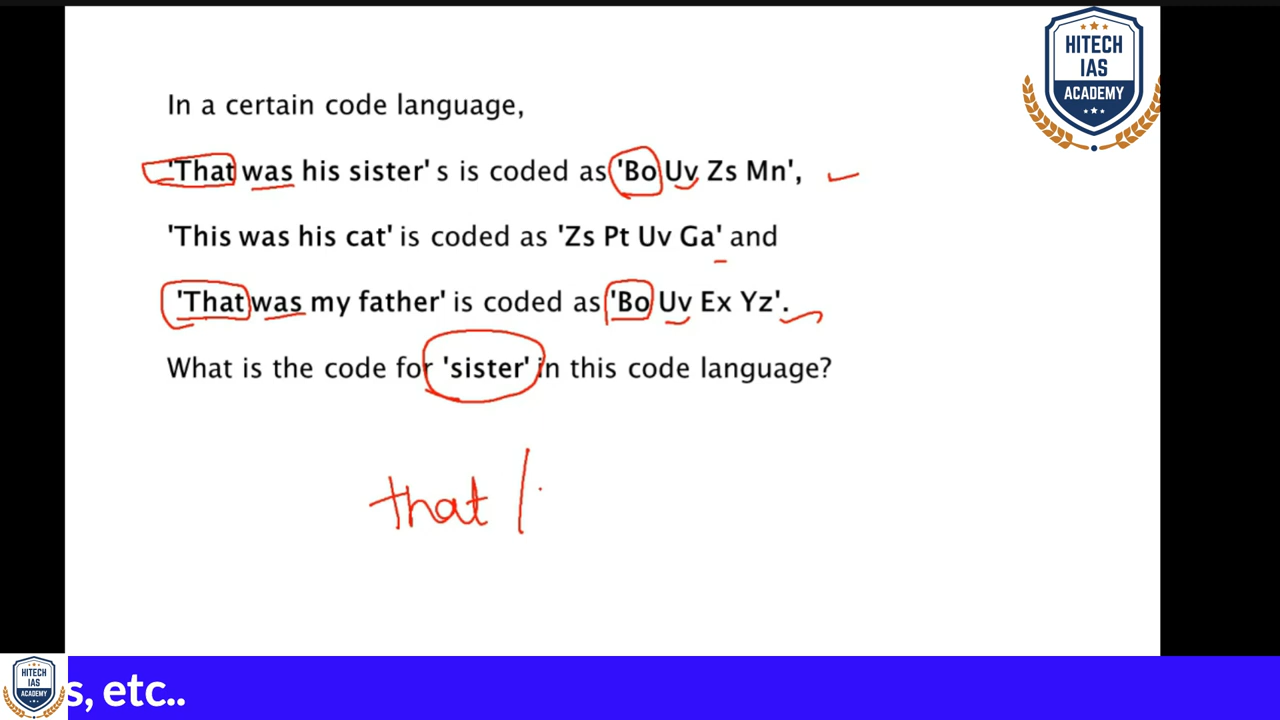 HITECH
IAS
ACADEMY
In a certain code language,
'That was his sister' s is coded as 'Bo Uv Zs Mn',
'This was his cat' is coded as 'Zs Pt Uv Ga' and
'That was my father' is coded as 'Bo Uv Ex Yz'.
What is the code for 'sister' in this code language?
that
HITECH
IAS
ACADEMY
s, etc..